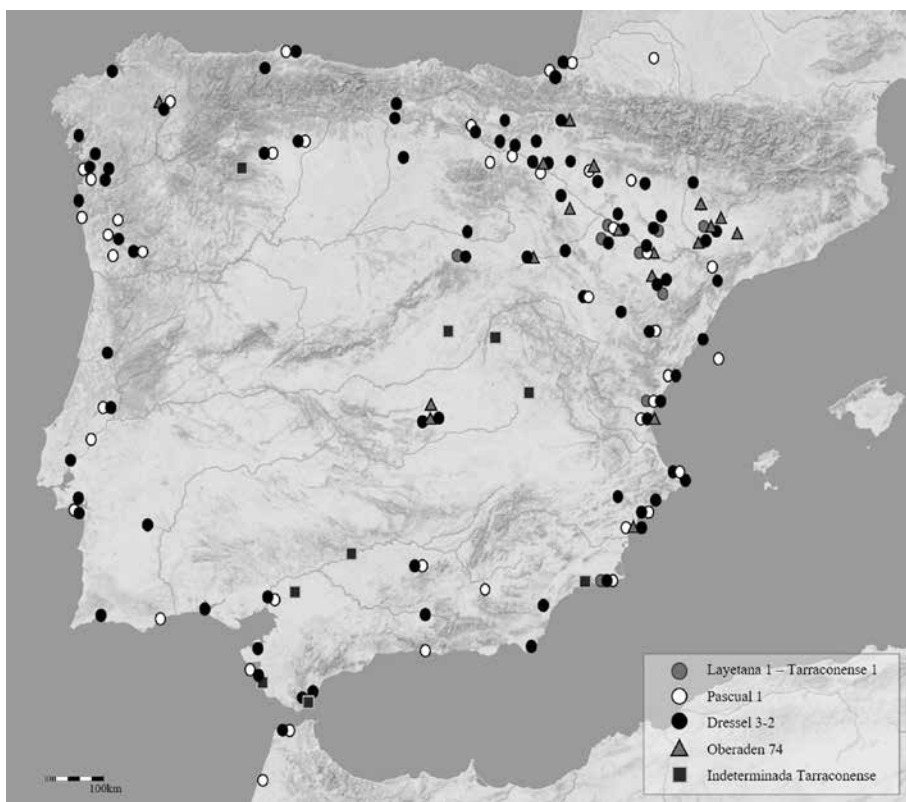 Layetana 1 – Tarraconense 1
Pascual 1
Dressel 3-2
Oberaden 74
Indeterminada Tarraconense
100km